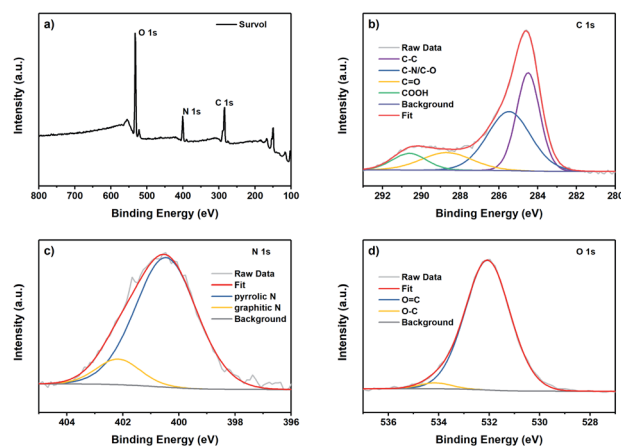 a)
Survol
O 1s
N 1s
C 1s
Intensity (a.u.)
800 700 600 500 400 300 200 100
Binding Energy (eV)
b)
C 1s
Raw Data
C-C
C-N/C-O
C=O
COOH
Background
Fit
Intensity (a.u.)
292 290 288 286 284 282 280
Binding Energy (eV)
c)
N 1s
Raw Data
Fit
pyrrolic N
graphitic N
Background
Intensity (a.u.)
404 402 400 398 396
Binding Energy (eV)
d)
O 1s
Raw Data
Fit
O=C
O-C
Background
Intensity (a.u.)
536 534 532 530 528
Binding Energy (eV)